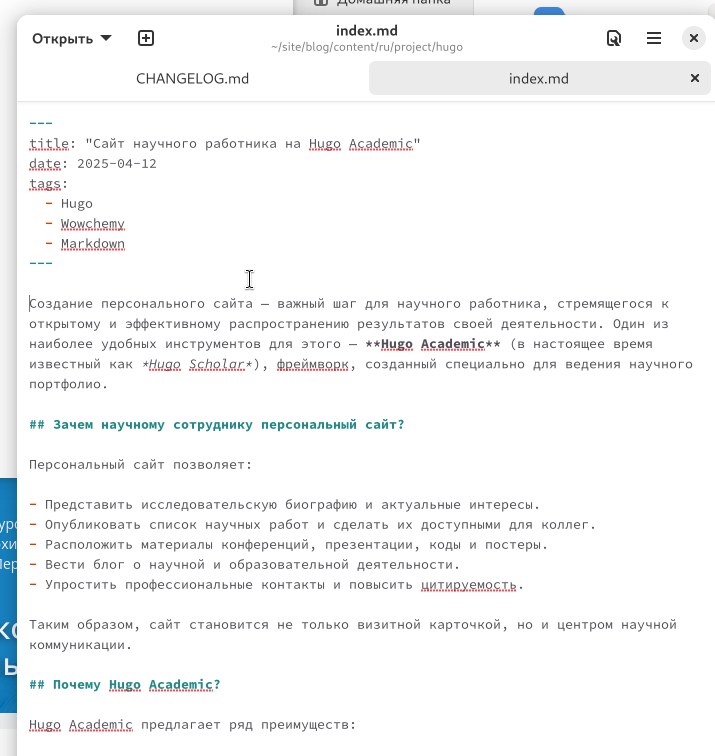 Домашняя папка
Открыть
index.md
~/site/blog/content/ru/project/hugo
CHANGELOG.md
index.md
---
title: "Сайт научного работника на Hugo Academic"
date: 2025-04-12
tags:
- Hugo
- Wowchemy
- Markdown
---
Создание персонального сайта — важный шаг для научного работника, стремящегося к
открытому и эффективному распространению результатов своей деятельности. Один из
наиболее удобных инструментов для этого — **Hugo Academic** (в настоящее время
известный как *Hugo Scholar*), фреймворк, созданный специально для ведения научного
портфолио.
## Зачем научному сотруднику персональный сайт?
Персональный сайт позволяет:
- Представить исследовательскую биографию и актуальные интересы.
- Опубликовать список научных работ и сделать их доступными для коллег.
- Расположить материалы конференций, презентации, коды и постеры.
- Вести блог о научной и образовательной деятельности.
- Упростить профессиональные контакты и повысить цитируемость.
Таким образом, сайт становится не только визитной карточкой, но и центром научной
коммуникации.
## Почему Hugo Academic?
Hugo Academic предлагает ряд преимуществ: